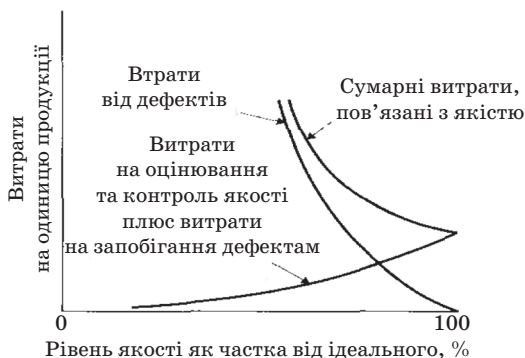 Витрати
на одиницю продукції
Втрати
від дефектів
Сумарні витрати,
пов’язані з якістю
Витрати
на оцінювання
та контроль якості
плюс витрати
на запобігання дефектам
0
100
Рівень якості як частка від ідеального, %